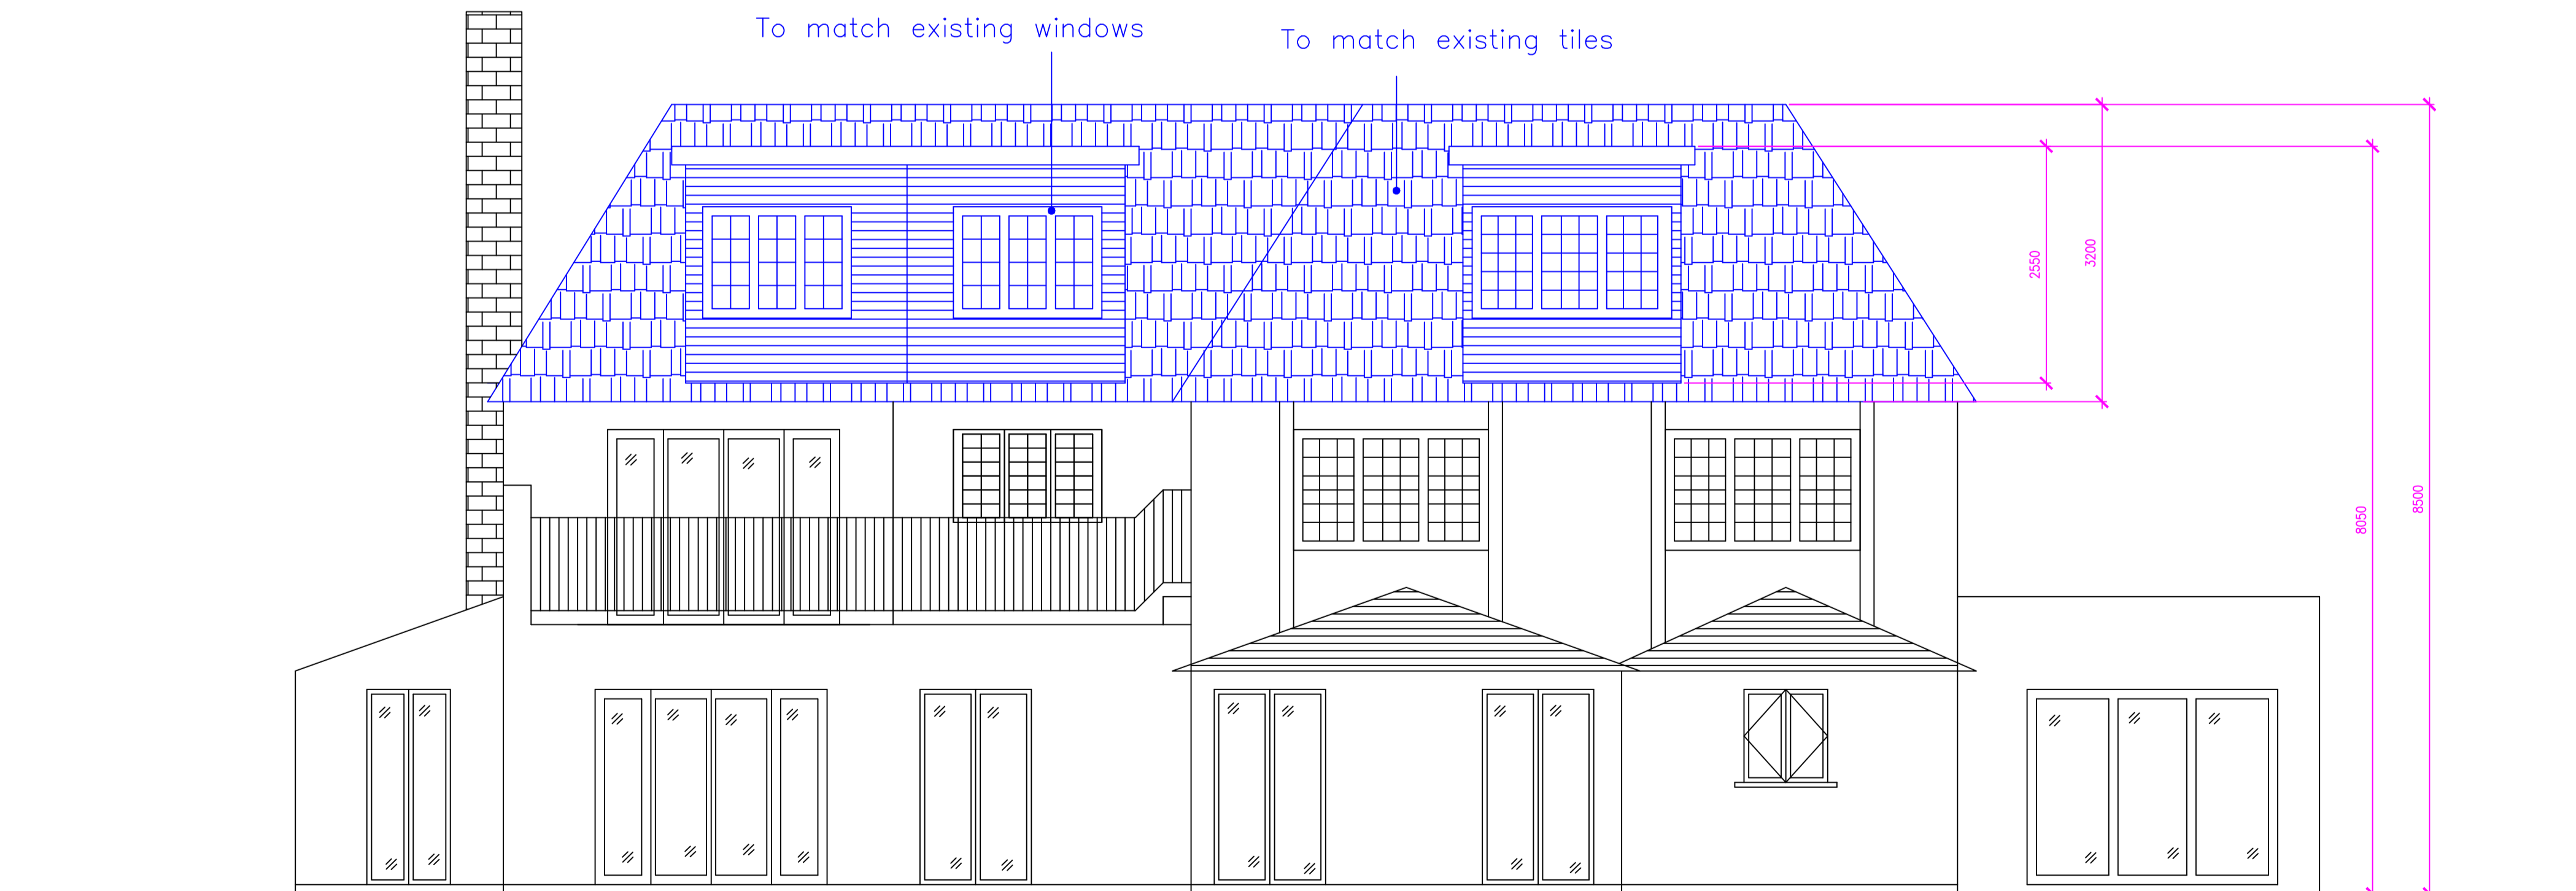 To match existing windows
To match existing tiles
2550
3200
8050
8500